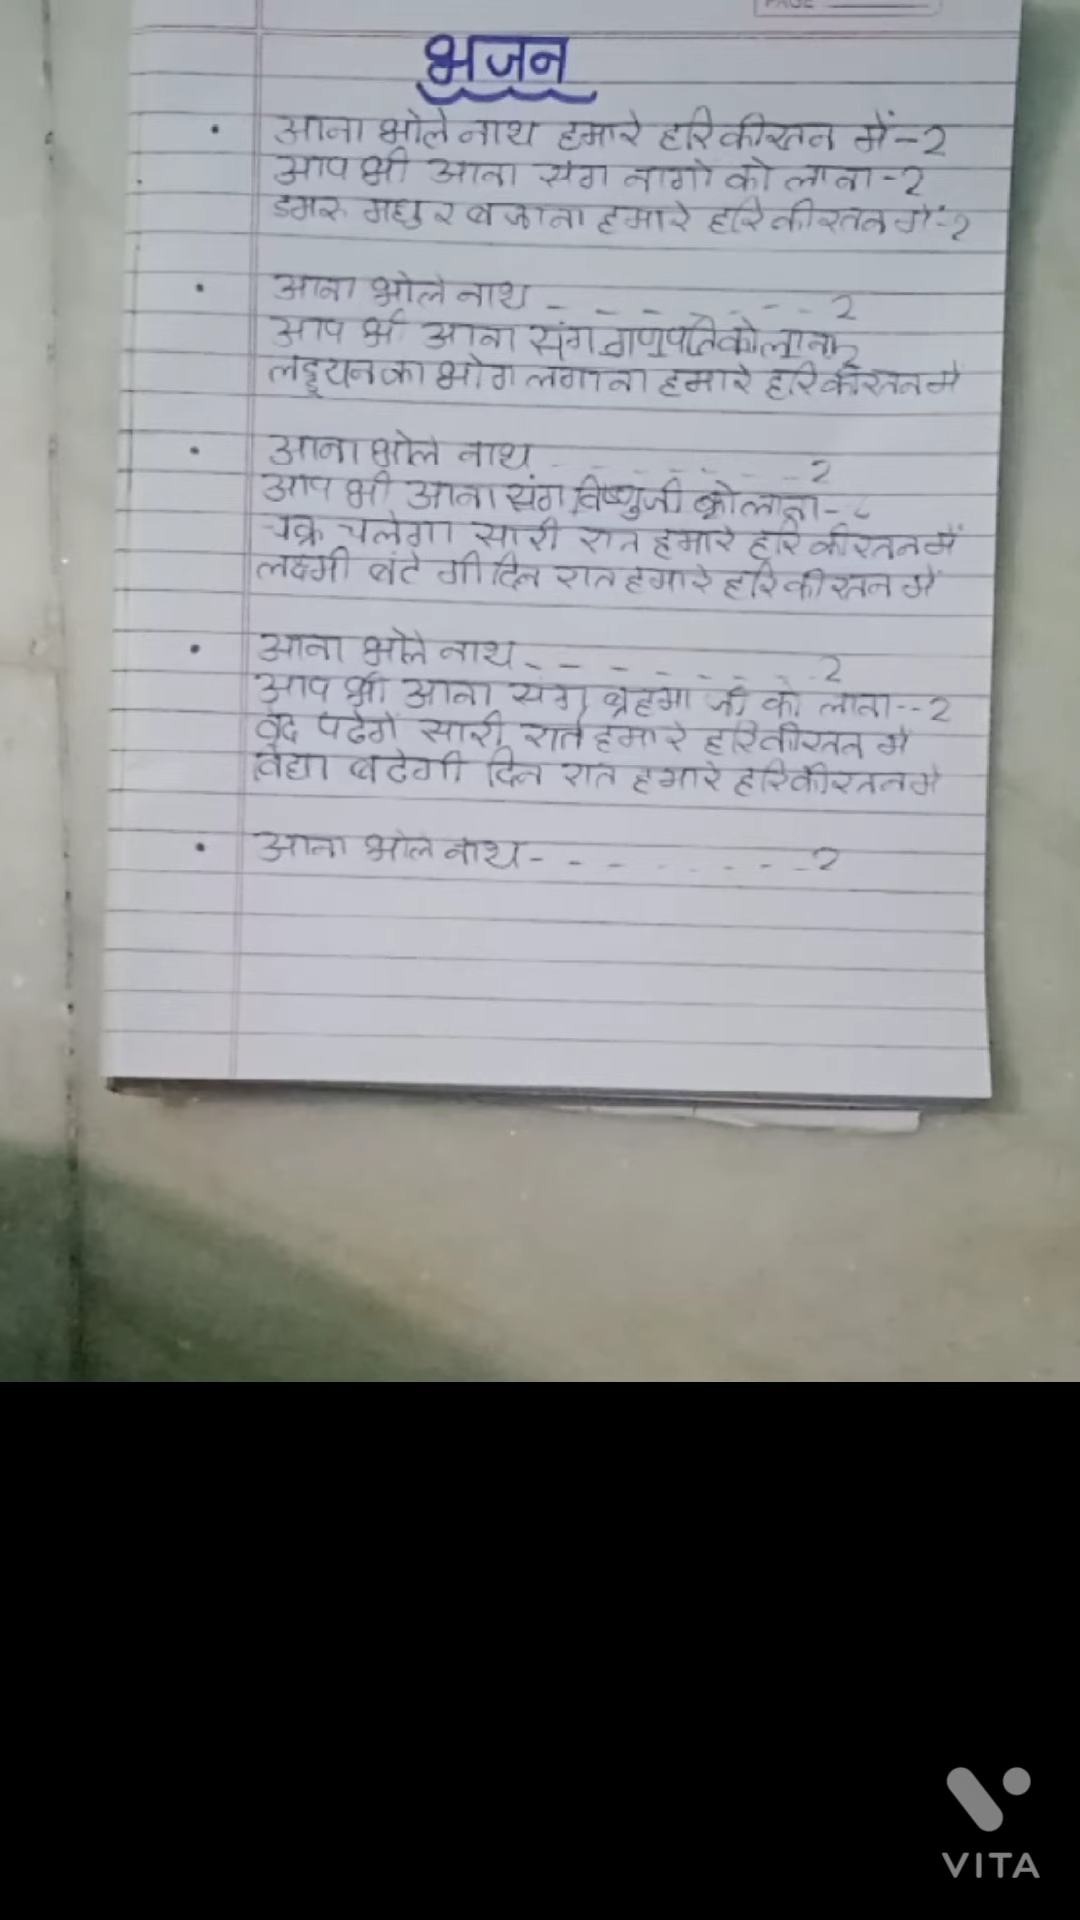 PAGE
भजन
• आना भोले नाथ हमारे हरि कीरतन में - 2
आप भी आना संग नागो को लाना - 2
डमरु मधुर बजाना हमारे हरि कीरतन में - 2
• आना भोले नाथ - - - - - - - 2
आप भी आना संग गणपति को लाना 2
लड्डूयन का भोग लगाना हमारे हरि कीरतन मे
• आना भोले नाथ - - - - - - - 2
आप भी आना संग विष्णुजी को लाना - 2
चक्र चलेगा सारी रात हमारे हरि कीरतन में
लक्ष्मी बंटे गी दिन रात हमारे हरि कीरतन में
• आना भोले नाथ - - - - - - - 2
आप भी आना संग ब्रहमा जी को लाना -- 2
वेद पढेगे सारी रात हमारे हरि कीरतन मे
विद्या बढेगी दिन रात हमारे हरि कीरतन मे
• आना भोले नाथ - - - - - - - - 2
VITA